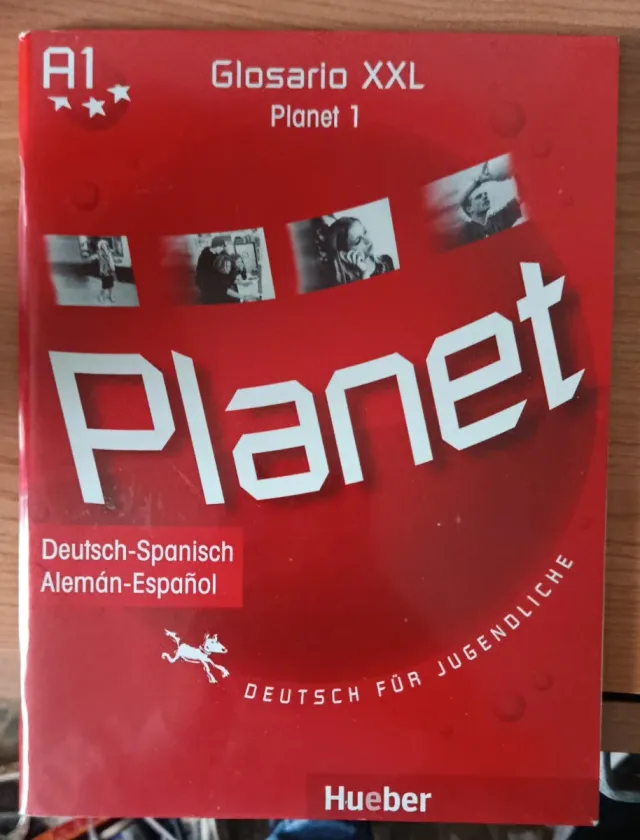 A1
Glosario XXL
Planet 1
Planet
Deutsch-Spanisch
Alemán-Español
DEUTSCH FÜR JUGENDLICHE
Hueber